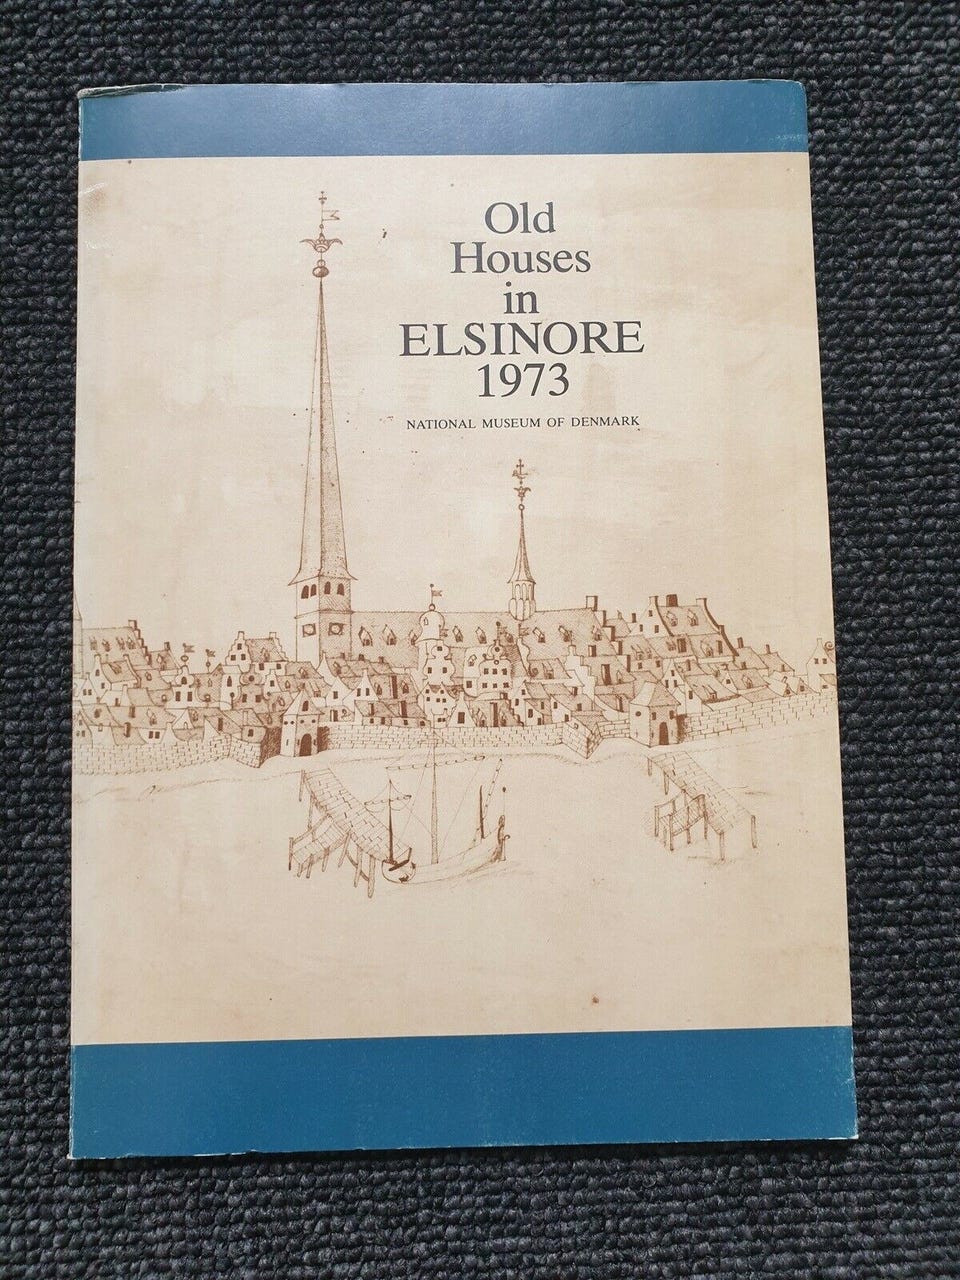 Old
Houses
in
ELSINORE
1973
NATIONAL MUSEUM OF DENMARK